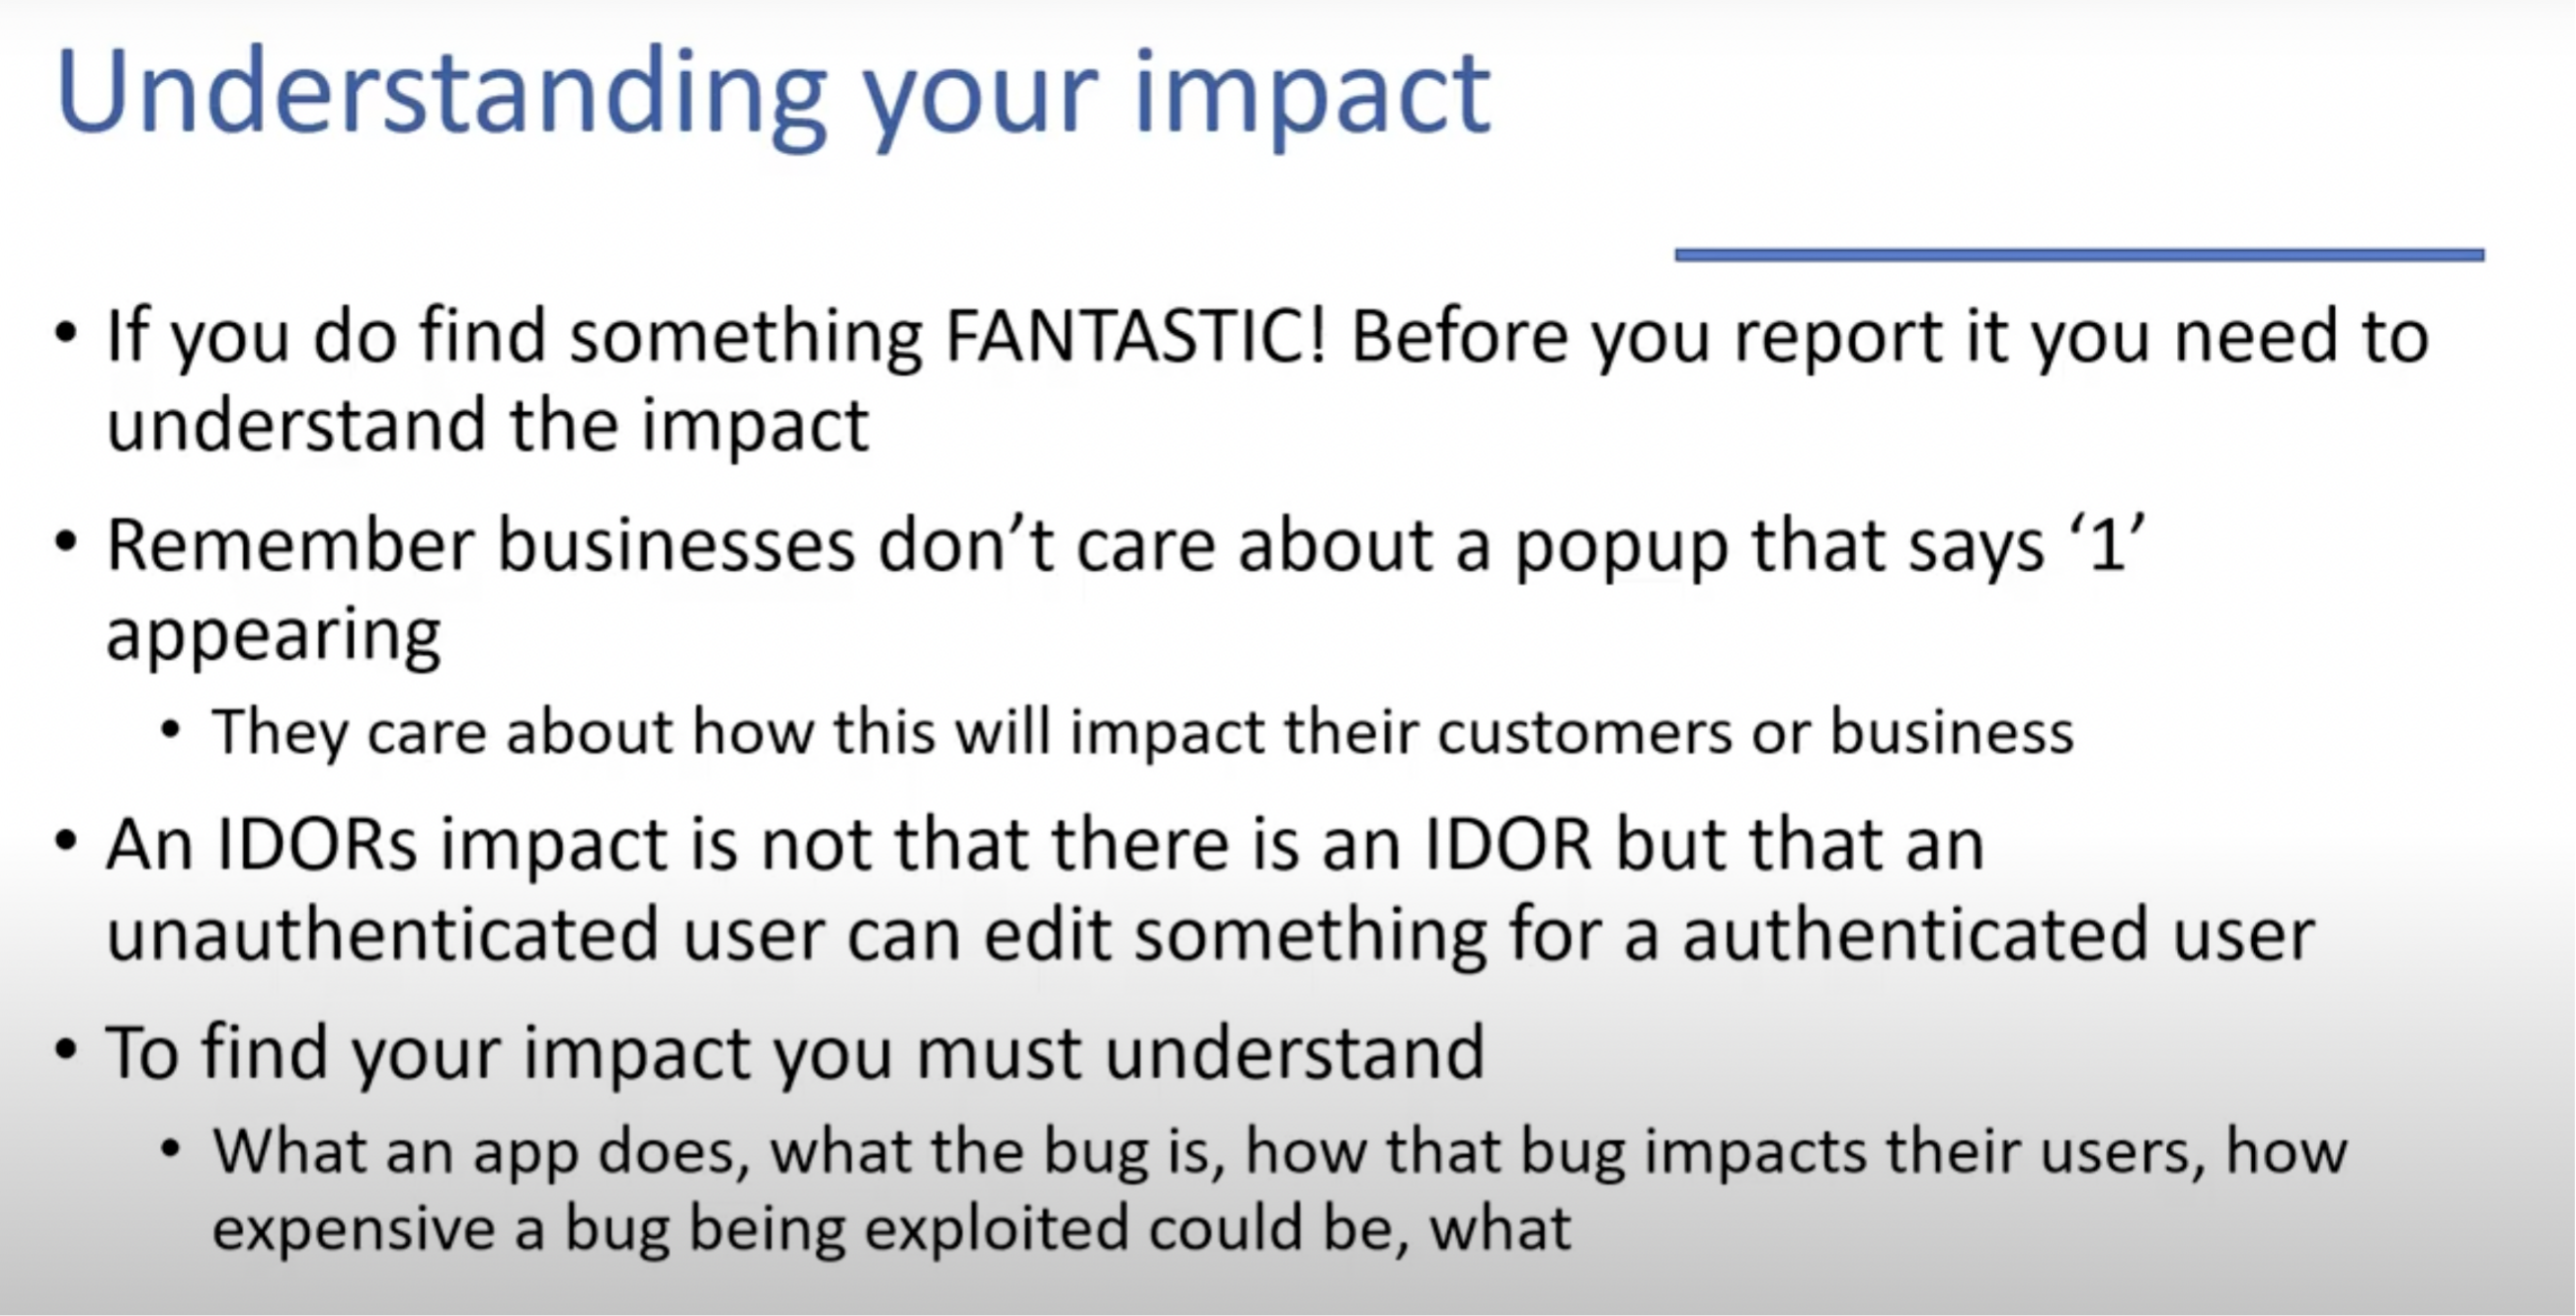 Understanding your impact
• If you do find something FANTASTIC! Before you report it you need to
understand the impact
• Remember businesses don’t care about a popup that says ‘1’
appearing
• They care about how this will impact their customers or business
• An IDORs impact is not that there is an IDOR but that an
unauthenticated user can edit something for a authenticated user
• To find your impact you must understand
• What an app does, what the bug is, how that bug impacts their users, how
expensive a bug being exploited could be, what